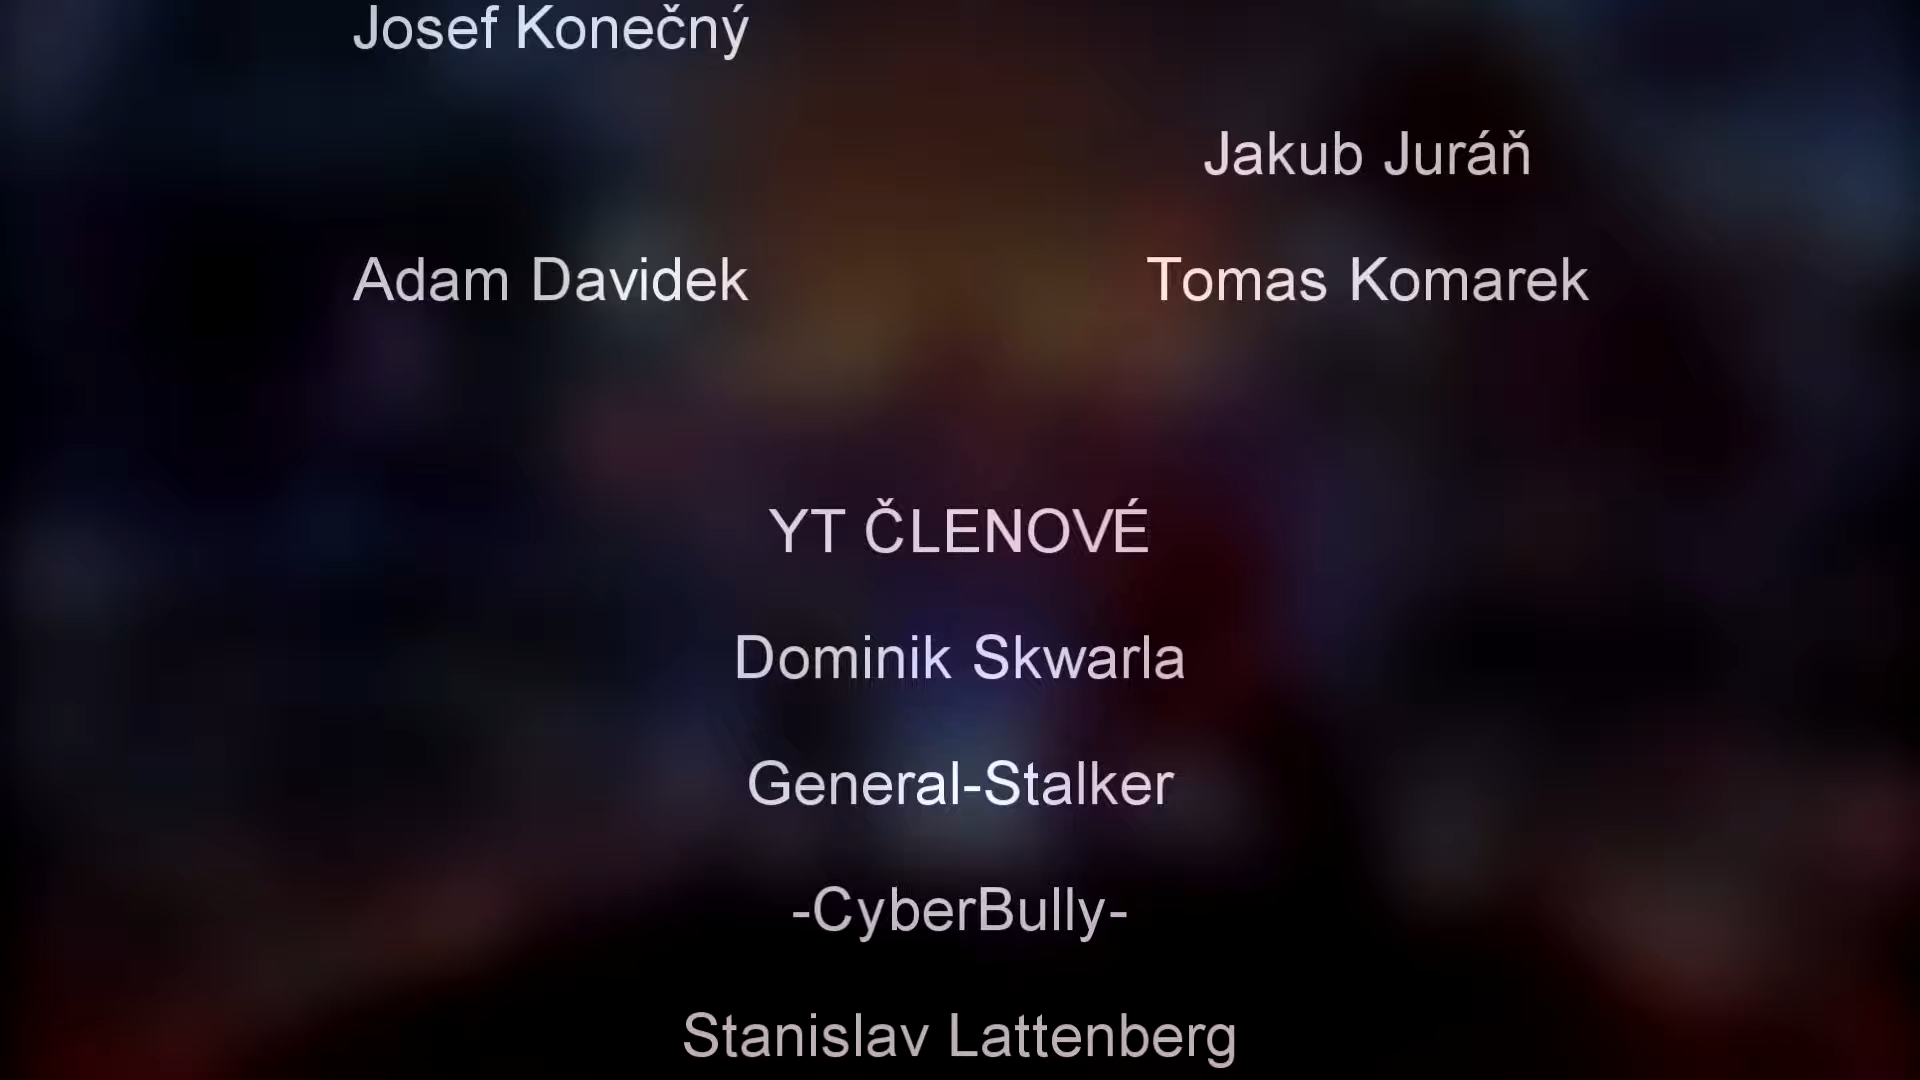 Josef Konečný
Jakub Juráň
Adam Davidek
Tomas Komarek
YT ČLENOVÉ
Dominik Skwarla
General-Stalker
-CyberBully-
Stanislav Lattenberg